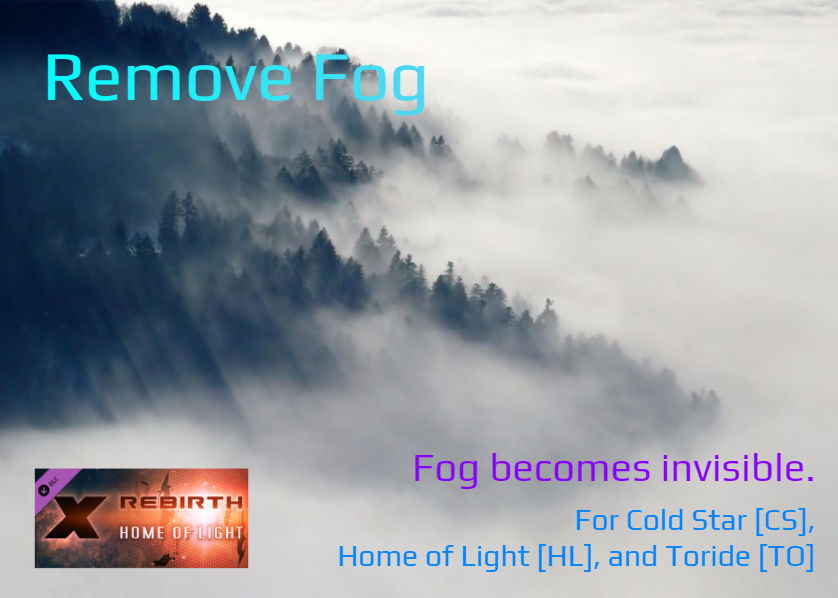 Remove Fog
Fog becomes invisible.
For Cold Star [CS],
Home of Light [HL], and Toride [TO]
DLC
X REBIRTH
HOME OF LIGHT